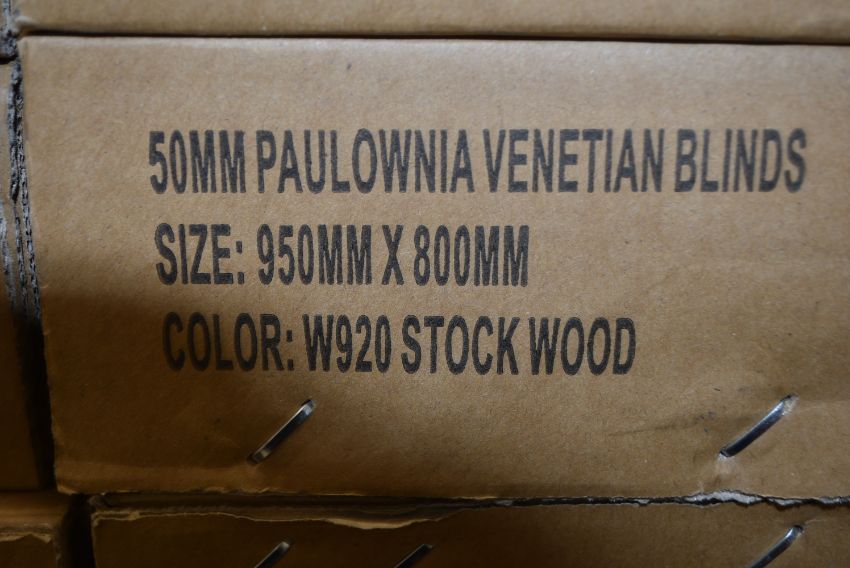 50MM PAULOWNIA VENETIAN BLINDS
SIZE: 950MM X 800MM
COLOR: W920 STOCK WOOD